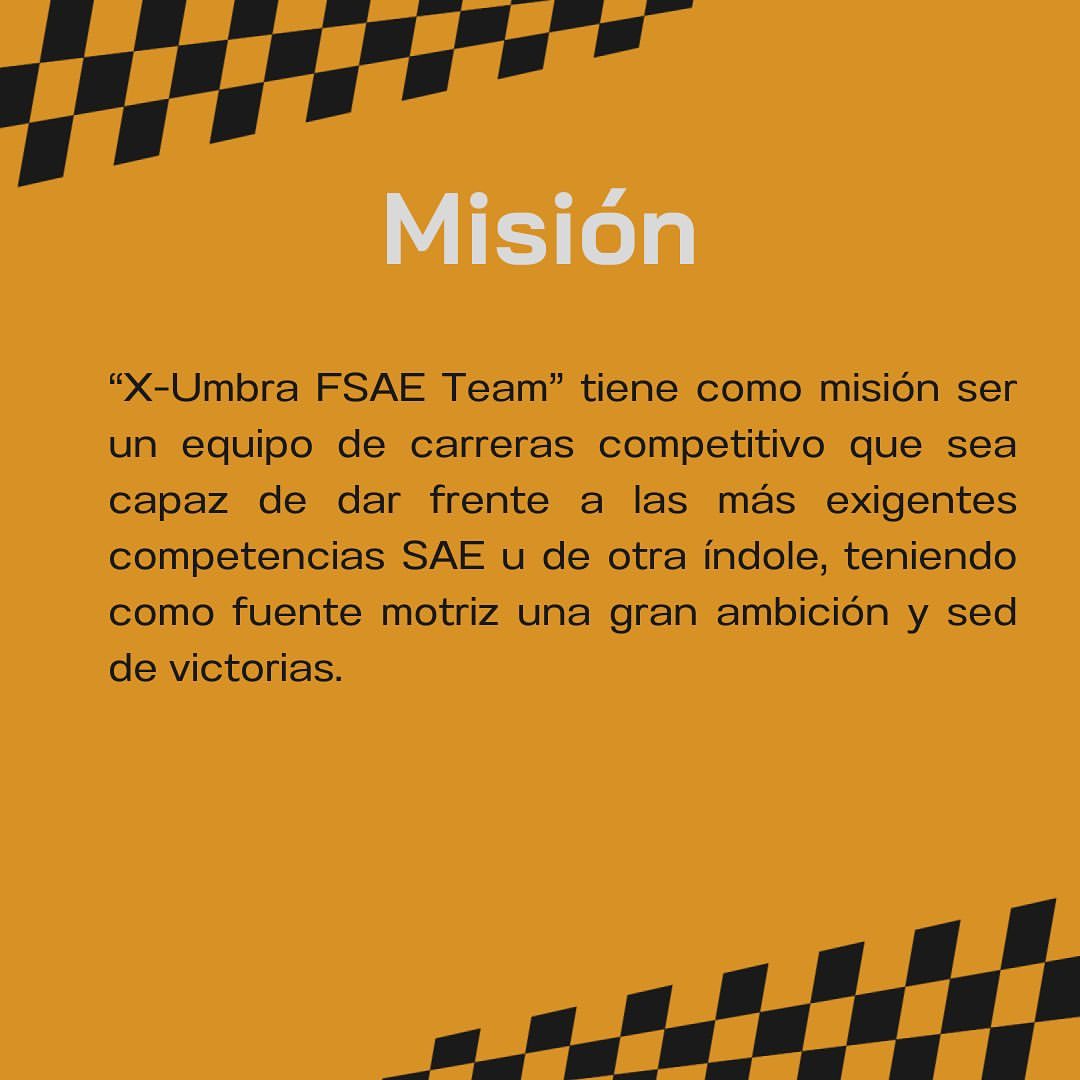 Misión
“X-Umbra FSAE Team” tiene como misión ser
un equipo de carreras competitivo que sea
capaz de dar frente a las más exigentes
competencias SAE u de otra índole, teniendo
como fuente motriz una gran ambición y sed
de victorias.